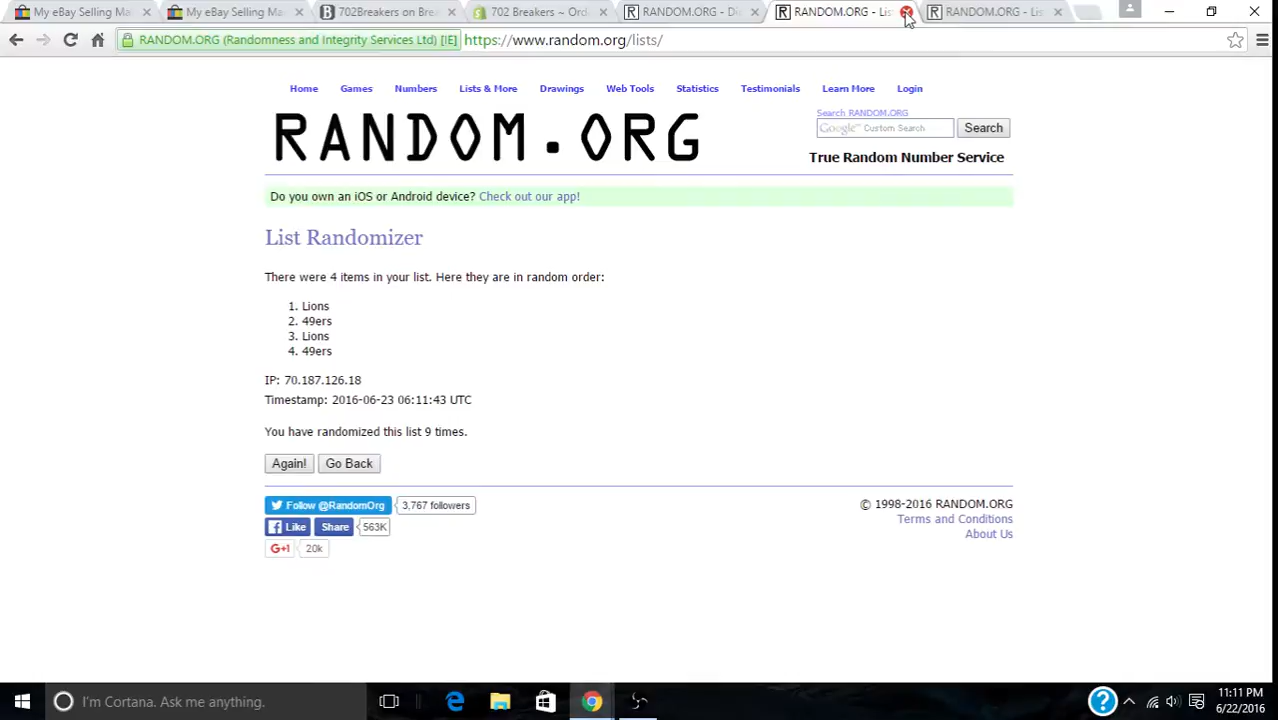 My eBay Selling Ma
My eBay Selling Ma
702Breakers on Brea
702 Breakers ~ Orde
RANDOM.ORG - D
RANDOM.ORG - Lis
RANDOM.ORG - Lis
RANDOM.ORG (Randomness and Integrity Services Ltd) [IE]
https://www.random.org/lists/
Home Games Numbers Lists & More Drawings Web Tools Statistics Testimonials Learn More Login
RANDOM.ORG
Search RANDOM.ORG
Google™ Custom Search
Search
True Random Number Service
Do you own an iOS or Android device? Check out our app!
List Randomizer
There were 4 items in your list. Here they are in random order:
1. Lions
2. 49ers
3. Lions
4. 49ers
IP: 70.187.126.18
Timestamp: 2016-06-23 06:11:43 UTC
You have randomized this list 9 times.
Again! Go Back
Follow @RandomOrg 3,767 followers
Like Share 563K
G+1 20k
© 1998-2016 RANDOM.ORG
Terms and Conditions
About Us
I'm Cortana. Ask me anything.
11:11 PM
6/22/2016